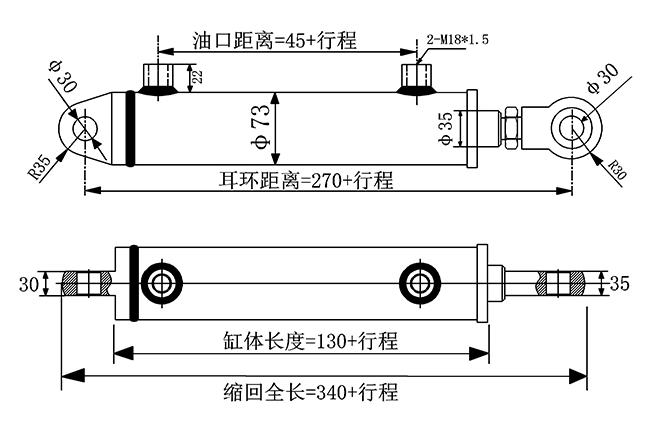 油口距离=45+行程
2-M18*1.5
22
φ30
φ30
φ73
φ35
R35
R30
耳环距离=270+行程
30
35
缸体长度=130+行程
缩回全长=340+行程